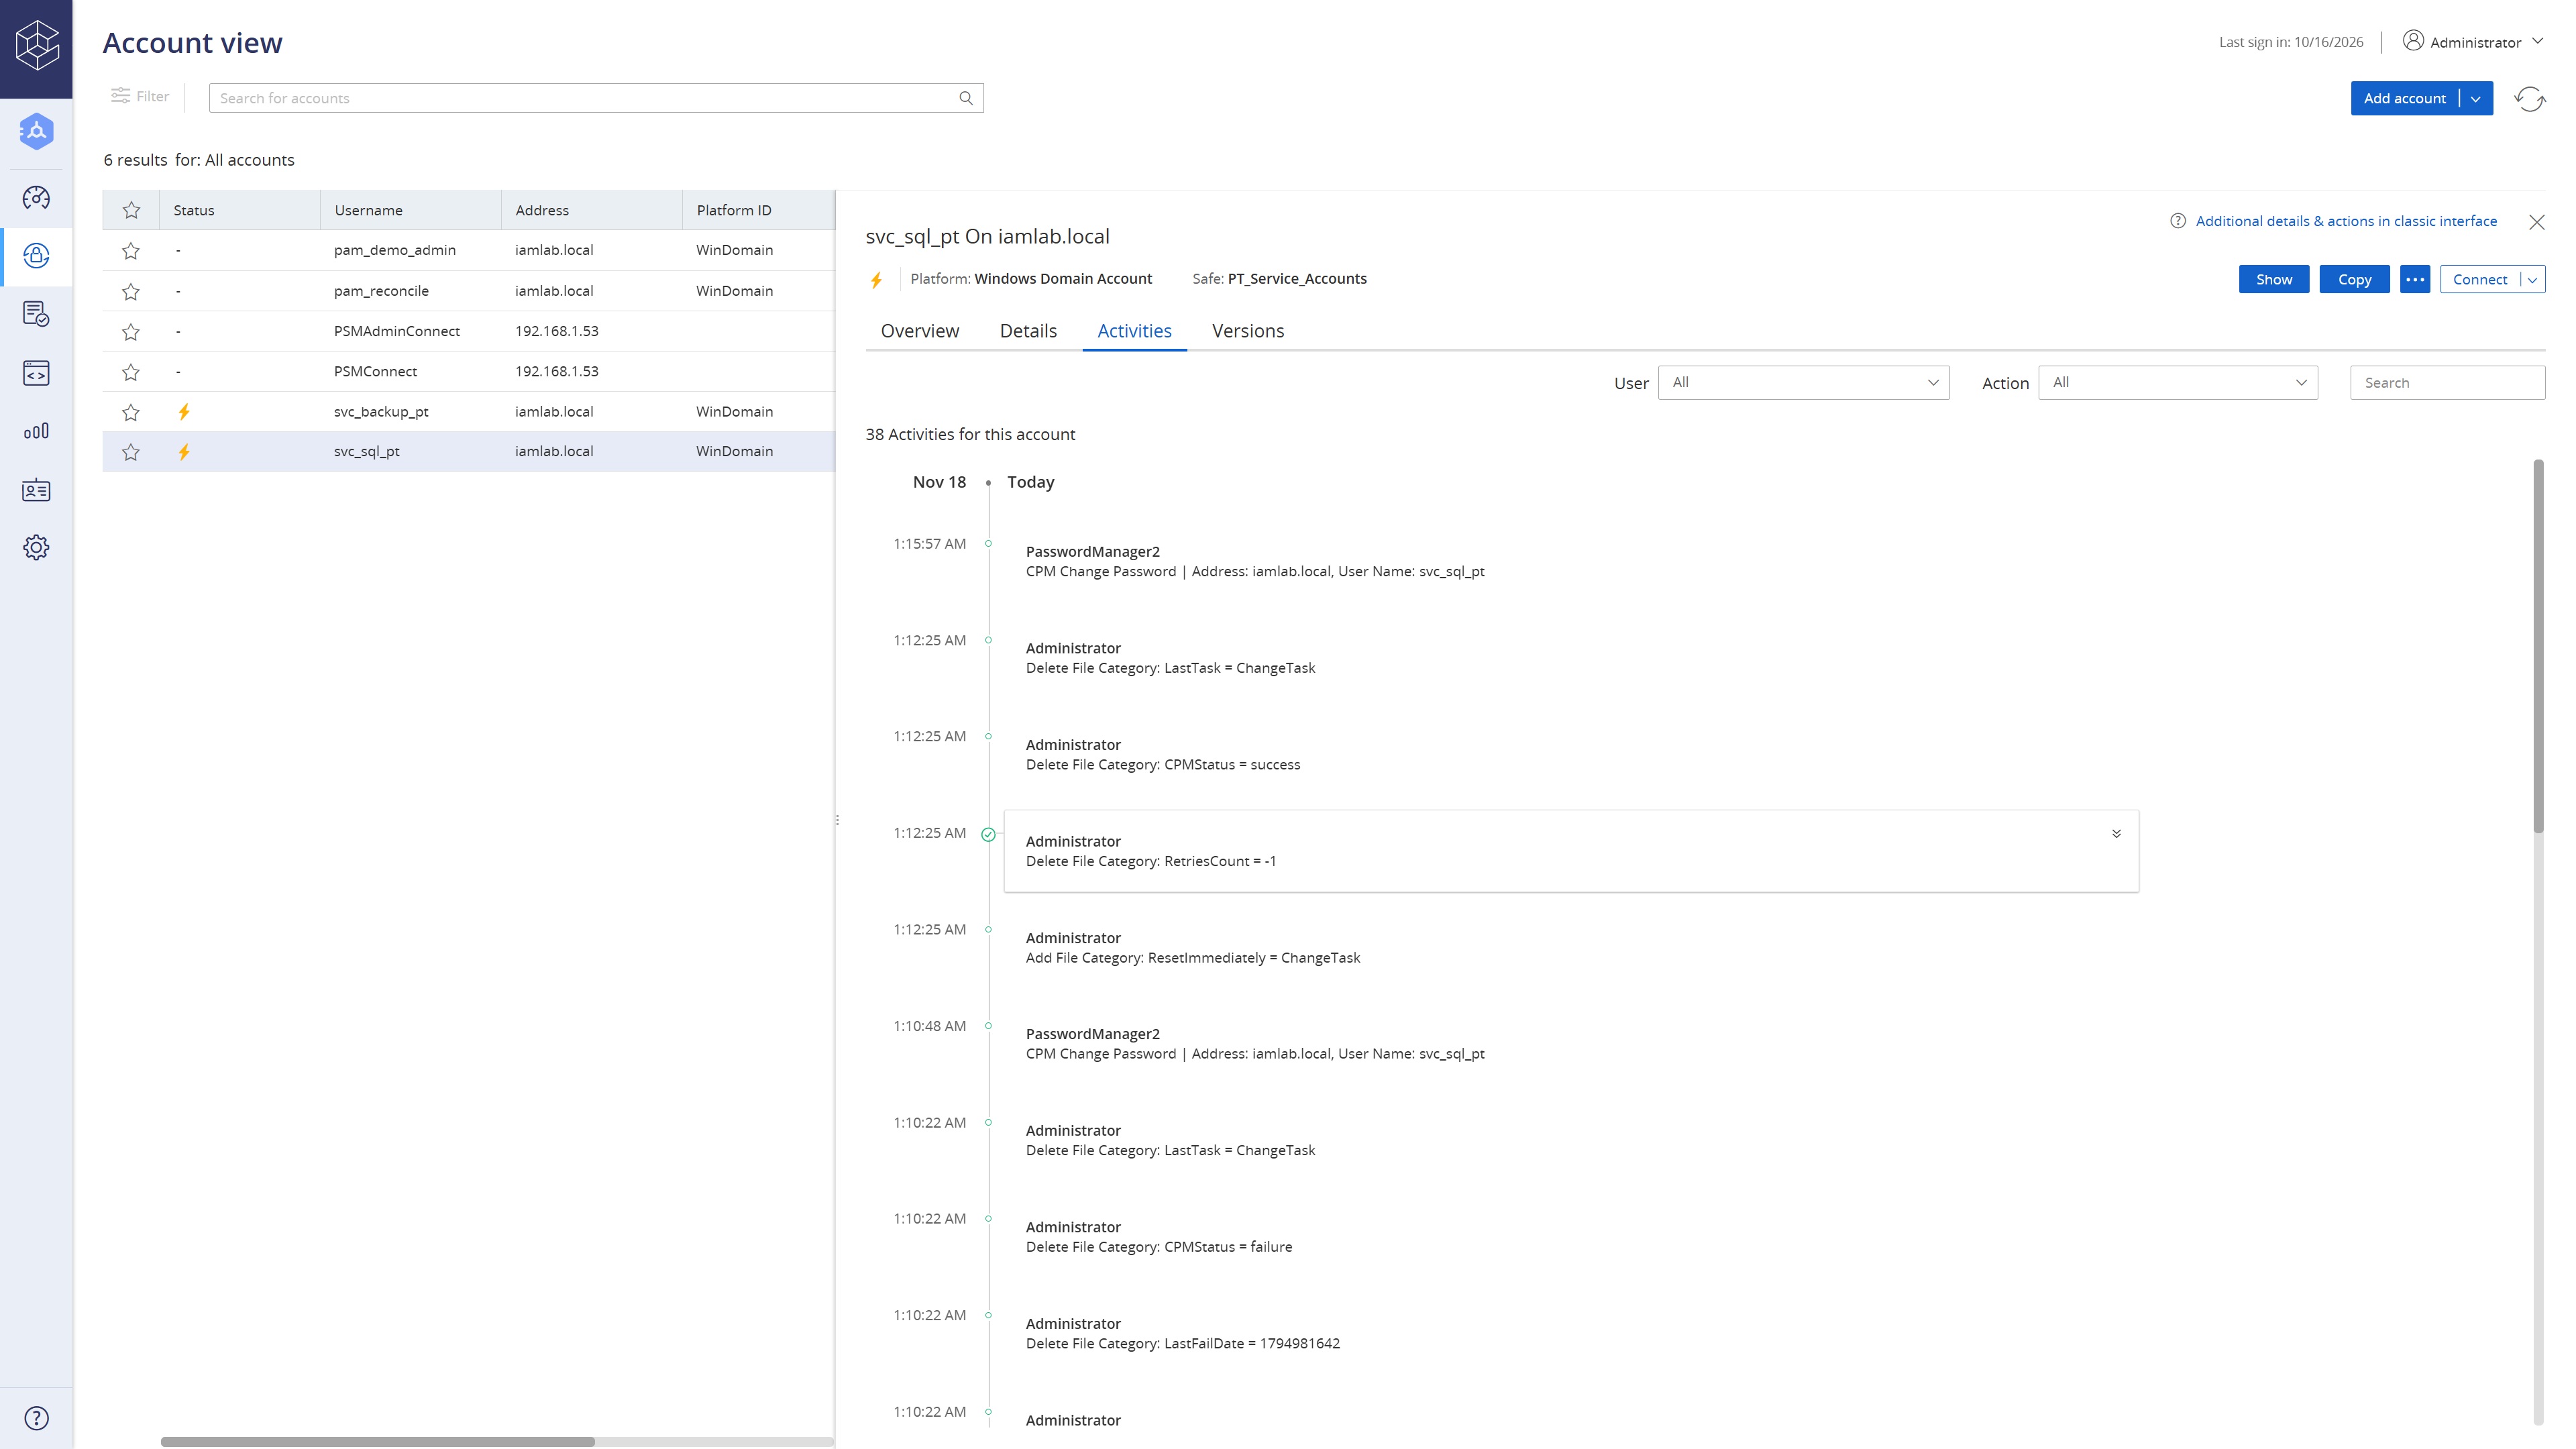 Account view
Last sign in: 10/16/2026
Administrator
Filter
Search for accounts
Add account
6 results for: All accounts
Status Username Address Platform ID
- pam_demo_admin iamlab.local WinDomain
- pam_reconcile iamlab.local WinDomain
- PSMAdminConnect 192.168.1.53
- PSMConnect 192.168.1.53
svc_backup_pt iamlab.local WinDomain
svc_sql_pt iamlab.local WinDomain
Additional details & actions in classic interface
svc_sql_pt On iamlab.local
Platform: Windows Domain Account Safe: PT_Service_Accounts
Show Copy Connect
Overview Details Activities Versions
User All Action All Search
38 Activities for this account
Nov 18 Today
1:15:57 AM
PasswordManager2
CPM Change Password | Address: iamlab.local, User Name: svc_sql_pt
1:12:25 AM
Administrator
Delete File Category: LastTask = ChangeTask
1:12:25 AM
Administrator
Delete File Category: CPMStatus = success
1:12:25 AM
Administrator
Delete File Category: RetriesCount = -1
1:12:25 AM
Administrator
Add File Category: ResetImmediately = ChangeTask
1:10:48 AM
PasswordManager2
CPM Change Password | Address: iamlab.local, User Name: svc_sql_pt
1:10:22 AM
Administrator
Delete File Category: LastTask = ChangeTask
1:10:22 AM
Administrator
Delete File Category: CPMStatus = failure
1:10:22 AM
Administrator
Delete File Category: LastFailDate = 1794981642
1:10:22 AM
Administrator